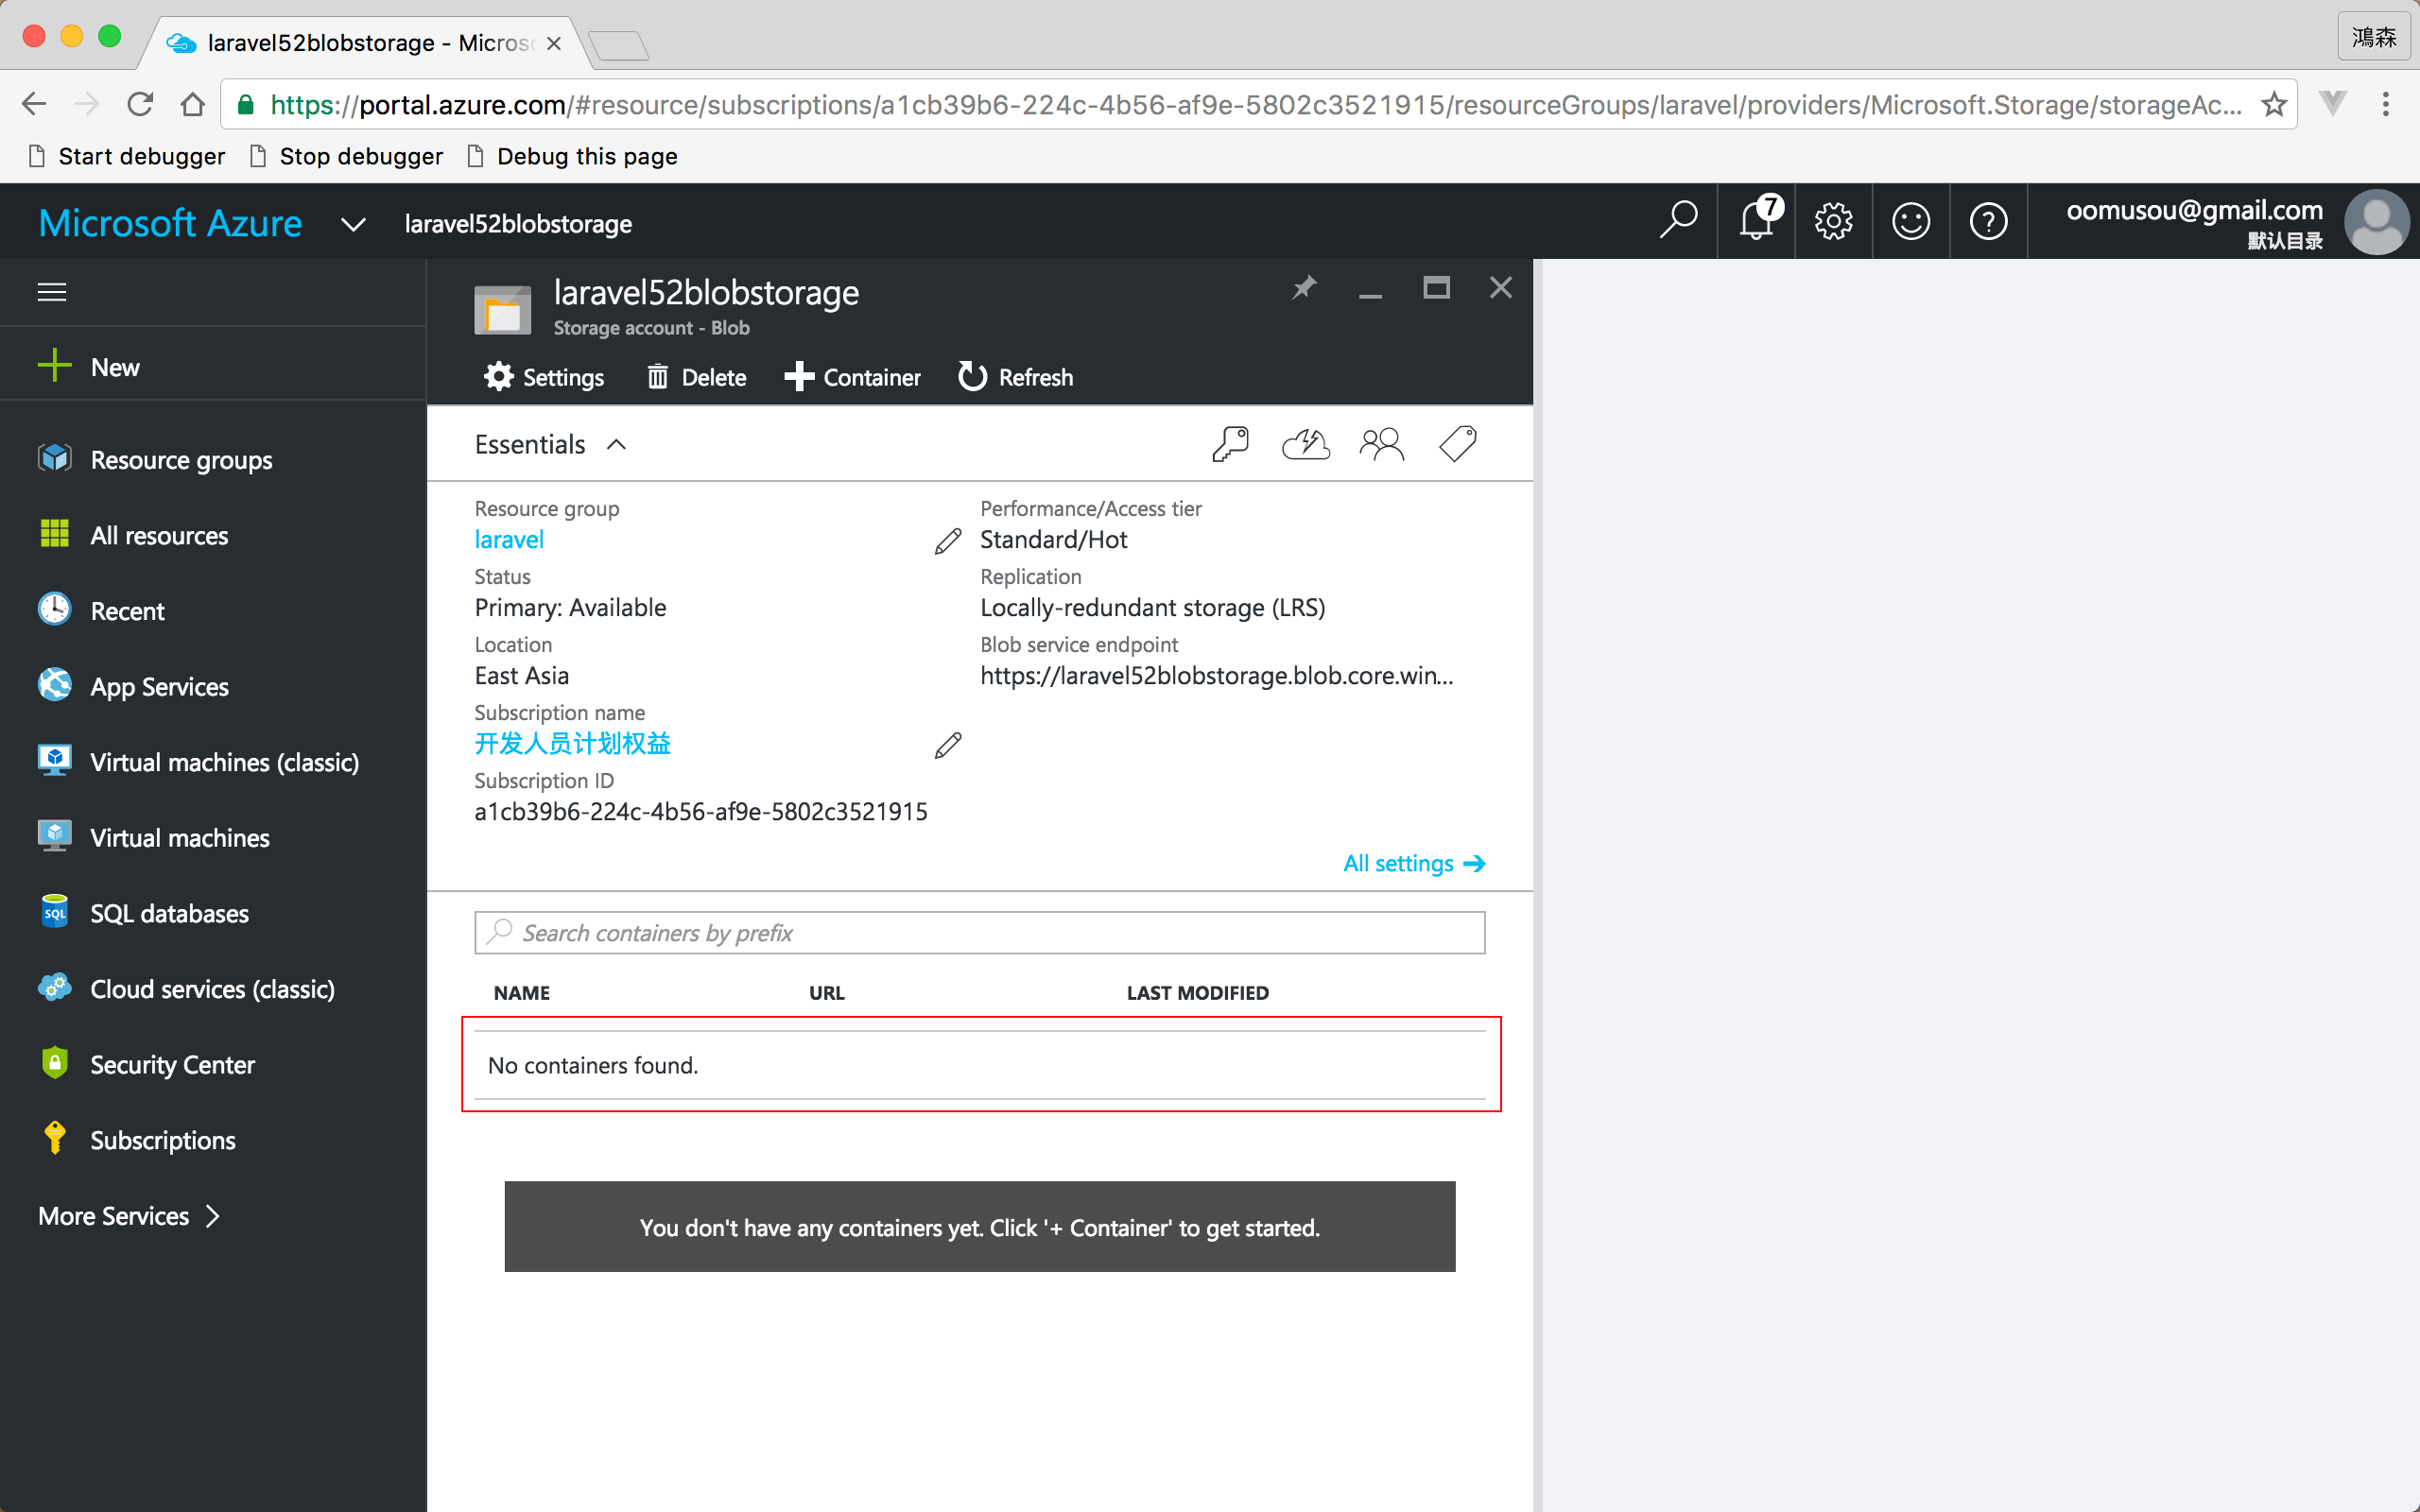 laravel52blobstorage - Micros
鴻森
https://portal.azure.com/#resource/subscriptions/a1cb39b6-224c-4b56-af9e-5802c3521915/resourceGroups/laravel/providers/Microsoft.Storage/storageAc...
Start debugger Stop debugger Debug this page
Microsoft Azure laravel52blobstorage
7
oomusou@gmail.com
默认目录
laravel52blobstorage
Storage account - Blob
Settings Delete Container Refresh
New
Resource groups
All resources
Recent
App Services
Virtual machines (classic)
Virtual machines
SQL
SQL databases
Cloud services (classic)
Security Center
Subscriptions
More Services
Essentials
Resource group
laravel
Status
Primary: Available
Location
East Asia
Subscription name
开发人员计划权益
Subscription ID
a1cb39b6-224c-4b56-af9e-5802c3521915
Performance/Access tier
Standard/Hot
Replication
Locally-redundant storage (LRS)
Blob service endpoint
https://laravel52blobstorage.blob.core.win...
All settings
Search containers by prefix
NAME URL LAST MODIFIED
No containers found.
You don't have any containers yet. Click '+ Container' to get started.